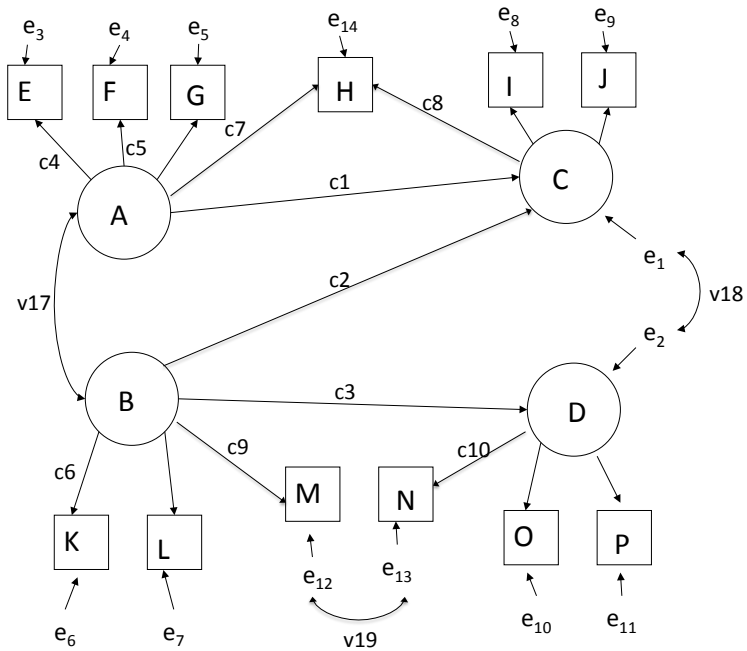 e3 e4 e5 e14 e8 e9
E F G H I J
c4 c5 c7 c8
A c1 C
e1
v17 c2 v18
e2
B c3 D
c6 c9 c10
M N
K L O P
e12 e13
e6 e7 v19 e10 e11